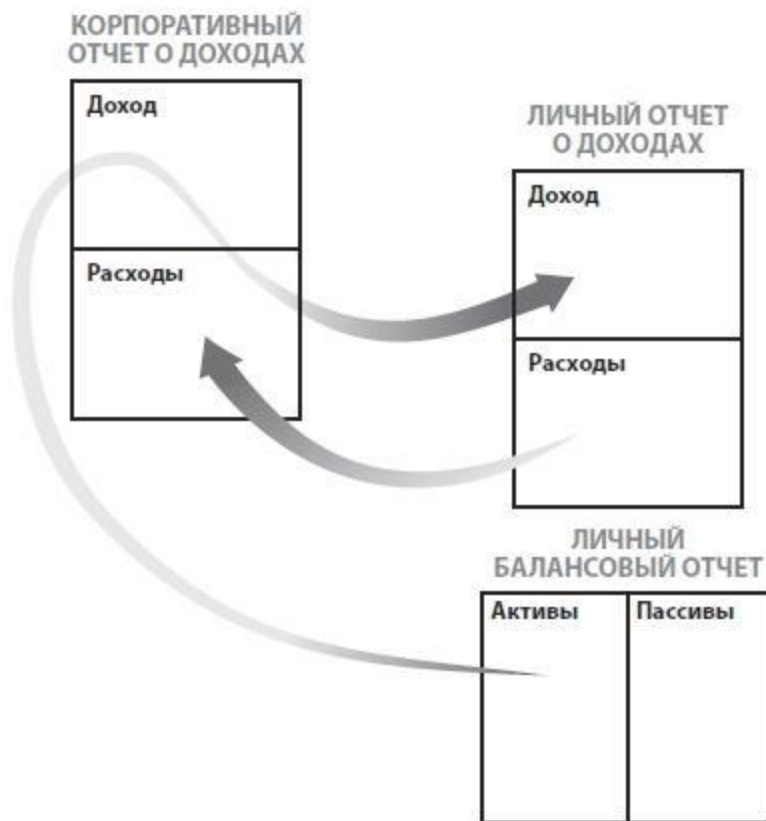 КОРПОРАТИВНЫЙ
ОТЧЕТ О ДОХОДАХ
Доход
Расходы
ЛИЧНЫЙ ОТЧЕТ
О ДОХОДАХ
Доход
Расходы
ЛИЧНЫЙ
БАЛАНСОВЫЙ ОТЧЕТ
Активы
Пассивы